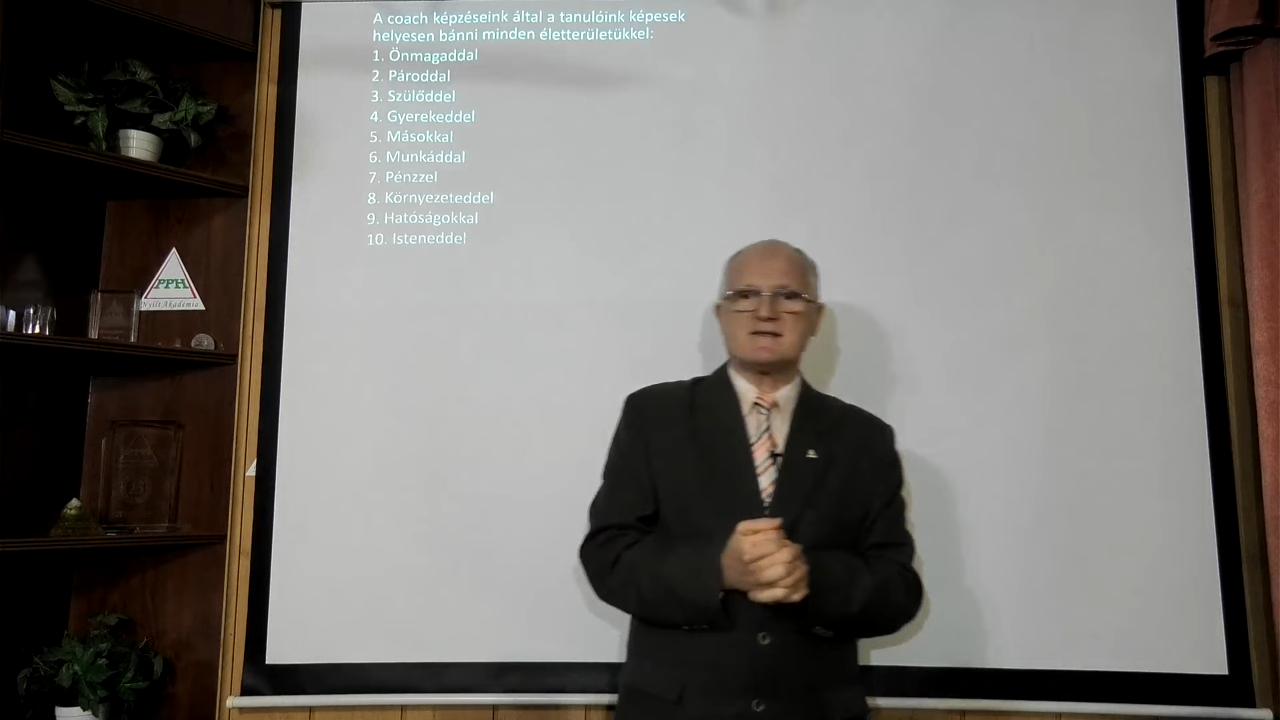 A coach képzéseink által a tanulóink képesek
helyesen bánni minden életterületükkel:
1. Önmagaddal
2. Pároddal
3. Szülőddel
4. Gyerekeddel
5. Másokkal
6. Munkáddal
7. Pénzzel
8. Környezeteddel
9. Hatóságokkal
10. Isteneddel
PPH
Nyílt Akadémia